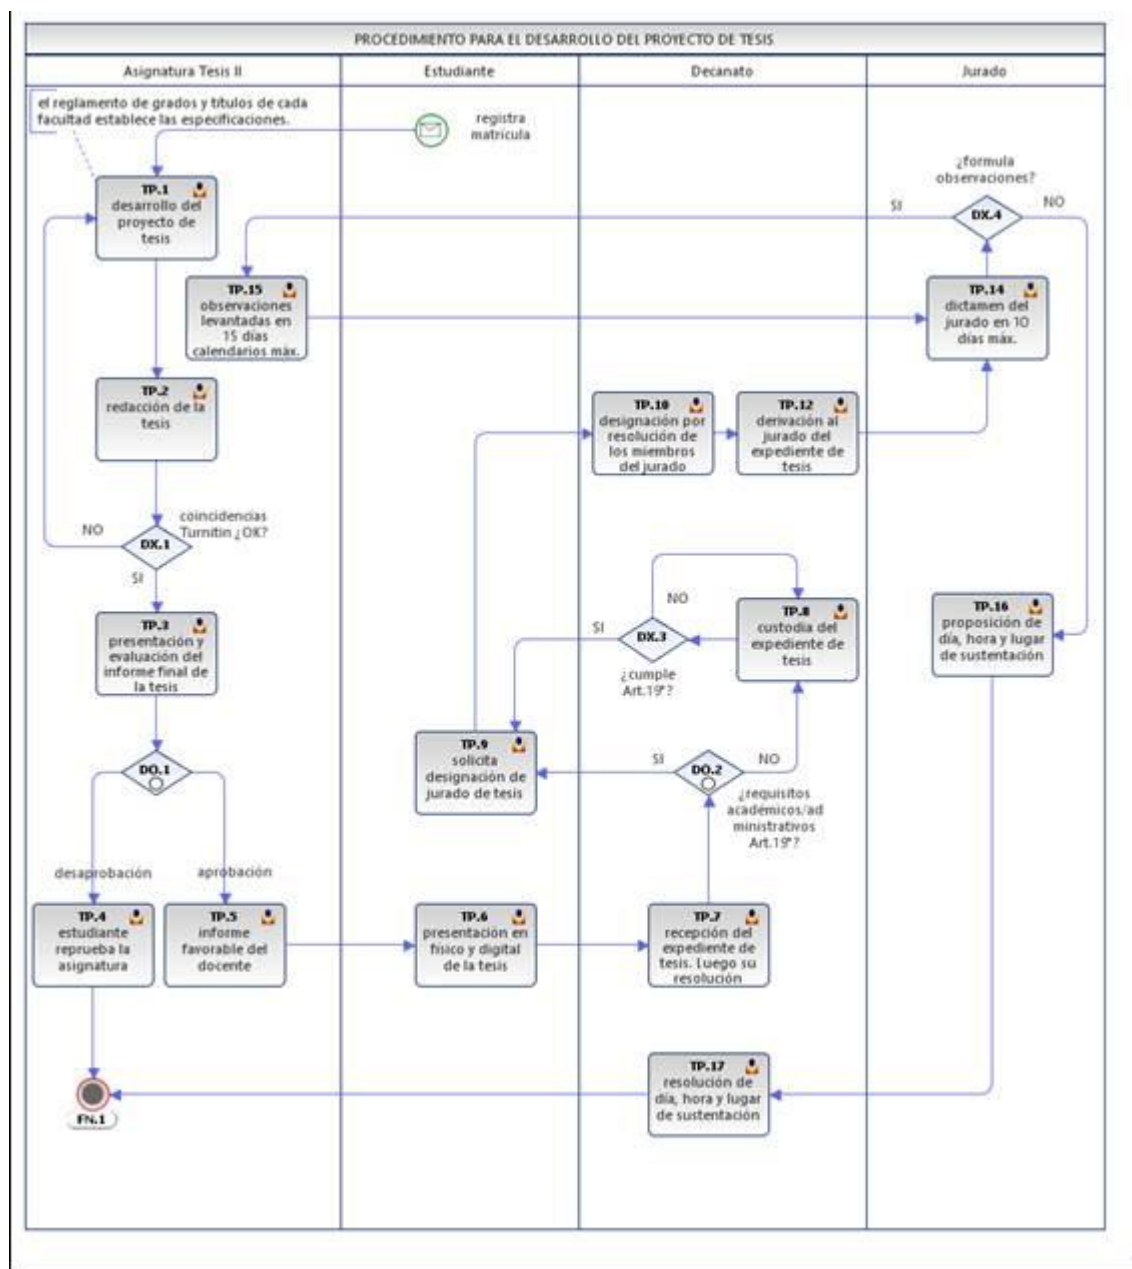 PROCEDIMIENTO PARA EL DESARROLLO DEL PROYECTO DE TESIS
Asignatura Tesis II
Estudiante
Decanato
Jurado
el reglamento de grados y títulos de cada
facultad establece las especificaciones.
registra
matrícula
TP.1
desarrollo del
proyecto de
tesis
¿formula
observaciones?
SI
DX.4
NO
TP.15
observaciones
levantadas en
15 días
calendarios máx.
TP.14
dictamen del
jurado en 10
días máx.
TP.2
redacción de la
tesis
TP.10
designación por
resolución de
los miembros
del jurado
TP.12
derivación al
jurado del
expediente de
tesis
coincidencias
Turnitin ¿OK?
NO
DX.1
SI
TP.3
presentación y
evaluación del
informe final de
la tesis
NO
SI
DX.3
¿cumple
Art.19°?
TP.8
custodia del
expediente de
tesis
TP.16
proposición de
día, hora y lugar
de sustentación
DO.1
TP.9
solicita
designación de
jurado de tesis
SI
DO.2
NO
¿requisitos
académicos/ad
ministrativos
Art.19°?
desaprobación
aprobación
TP.4
estudiante
reprueba la
asignatura
TP.5
informe
favorable del
docente
TP.6
presentación en
físico y digital
de la tesis
TP.7
recepción del
expediente de
tesis. Luego su
resolución
TP.17
resolución de
día, hora y lugar
de sustentación
FN.1